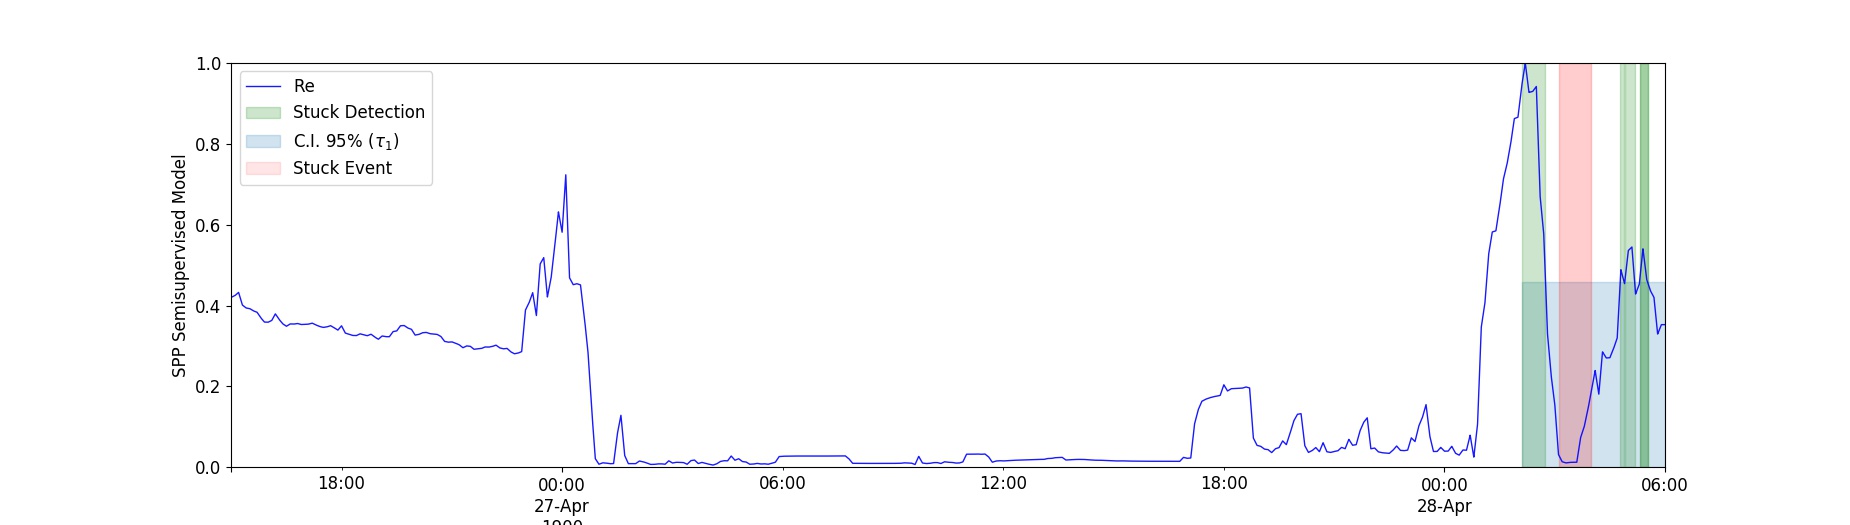 1.0
0.8
0.6
0.4
0.2
0.0
SPP Semisupervised Model
Re
Stuck Detection
C.I. 95% (τ₁)
Stuck Event
18:00
00:00
27-Apr
1900
06:00
12:00
18:00
00:00
28-Apr
06:00